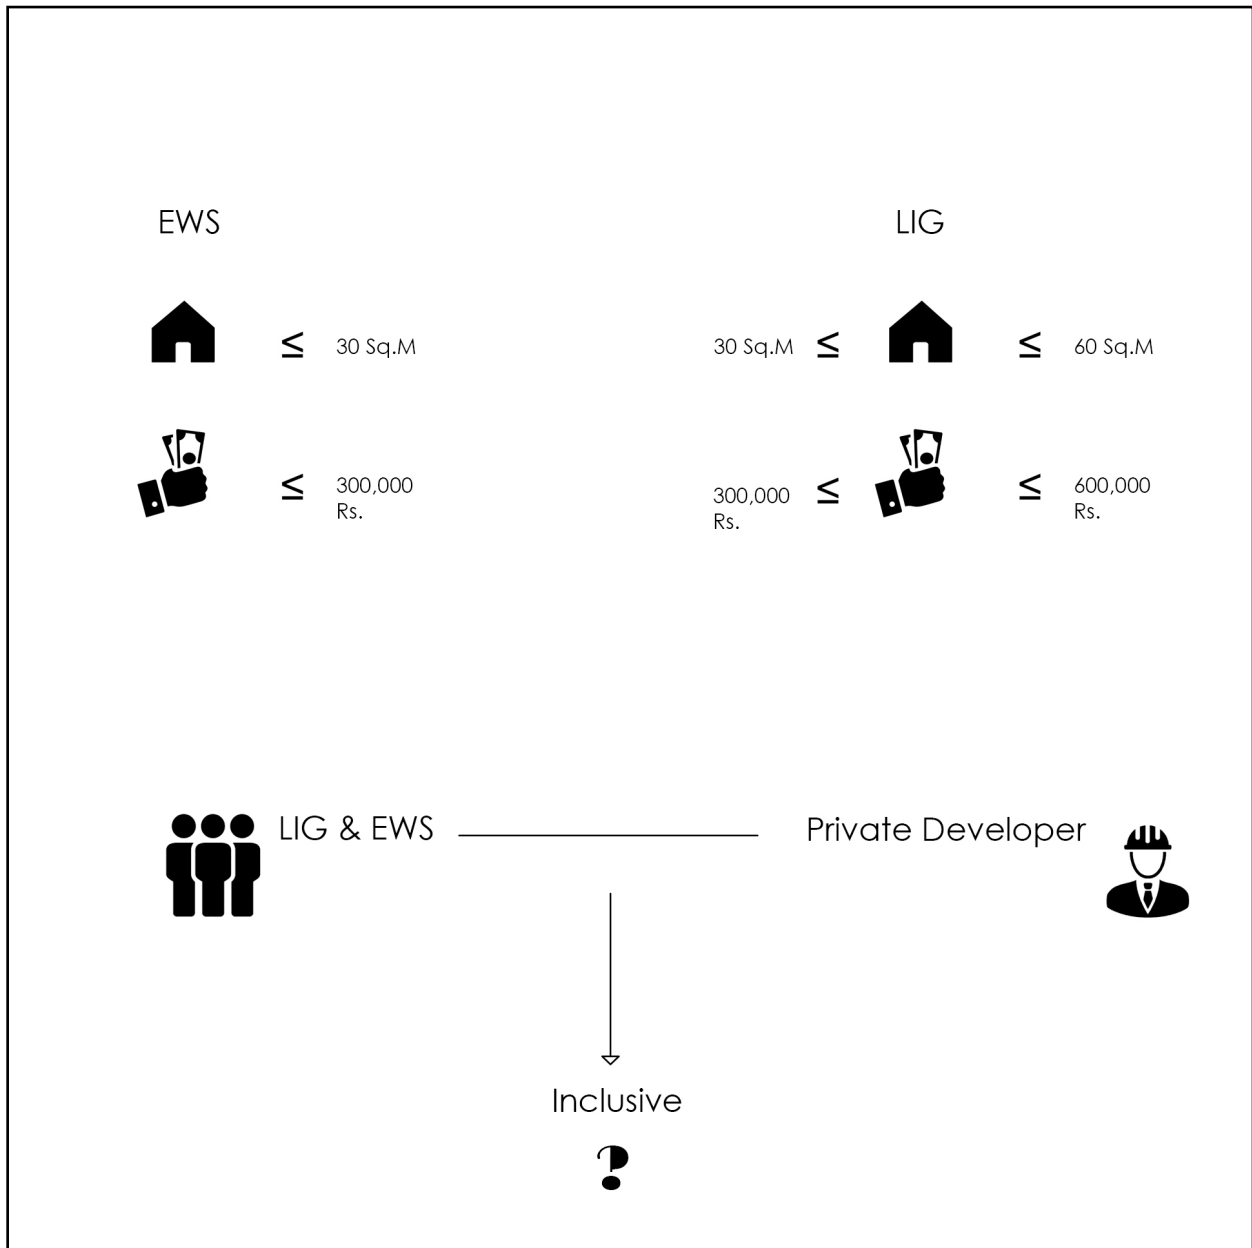 EWS
LIG
≤ 30 Sq.M
30 Sq.M ≤ ≤ 60 Sq.M
≤ 300,000
Rs.
300,000 ≤ ≤ 600,000
Rs. Rs.
LIG & EWS
Private Developer
Inclusive
?